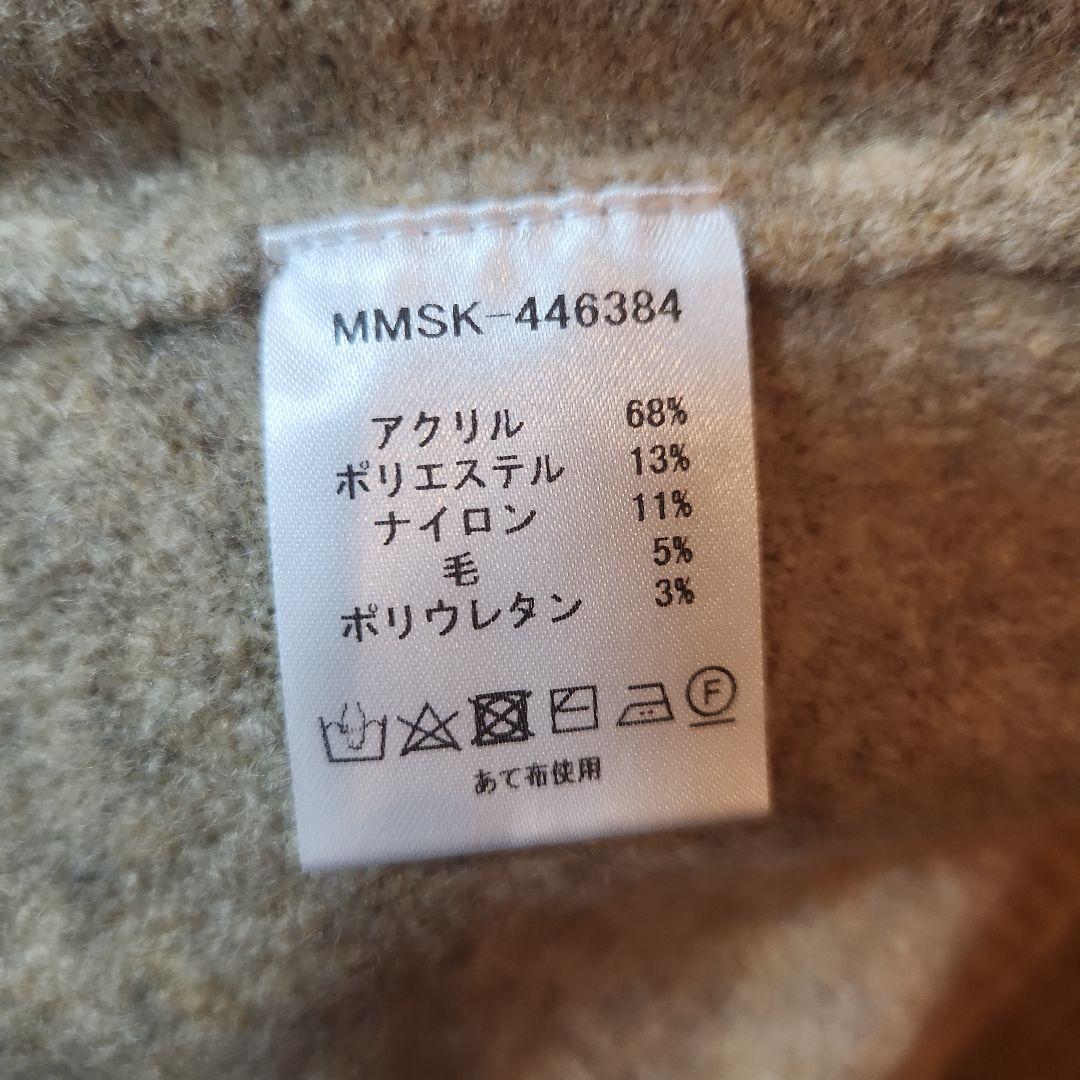 MMSK-446384
アクリル 68%
ポリエステル 13%
ナイロン 11%
毛 5%
ポリウレタン 3%
F
あて布使用